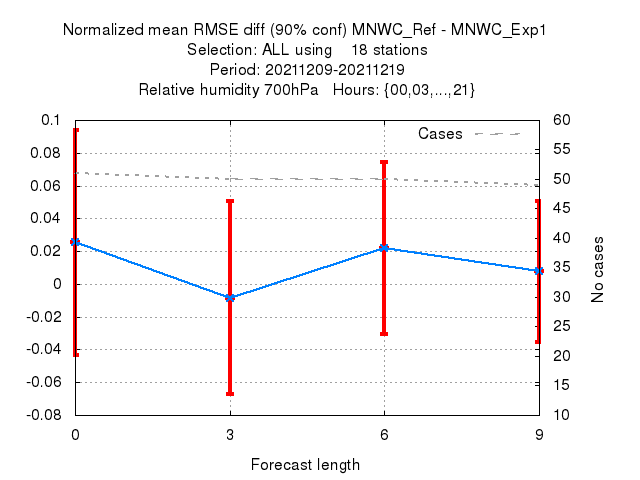 Normalized mean RMSE diff (90% conf) MNWC_Ref - MNWC_Exp1
Selection: ALL using    18 stations
Period: 20211209-20211219
Relative humidity 700hPa   Hours: {00,03,...,21}
Cases
0.1
0.08
0.06
0.04
0.02
0
-0.02
-0.04
-0.06
-0.08
60
55
50
45
40
35
30
25
20
15
10
No cases
0 3 6 9
Forecast length